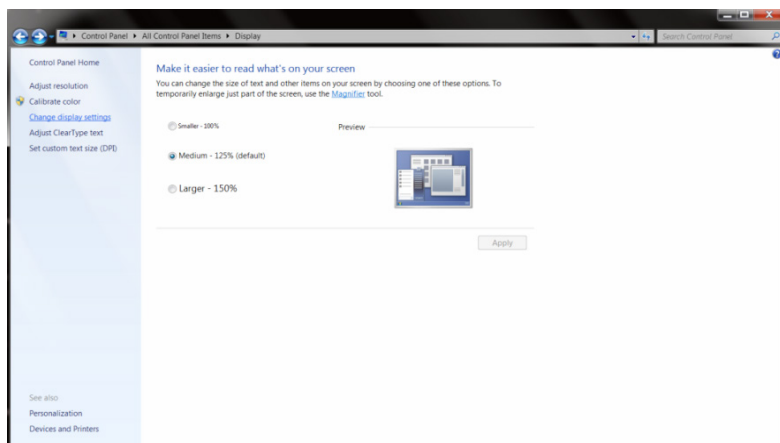 Control Panel ▸ All Control Panel Items ▸ Display
Search Control Panel
Control Panel Home
Adjust resolution
Calibrate color
Change display settings
Adjust ClearType text
Set custom text size (DPI)
See also
Personalization
Devices and Printers
Make it easier to read what's on your screen
You can change the size of text and other items on your screen by choosing one of these options. To
temporarily enlarge just part of the screen, use the Magnifier tool.
Smaller - 100%
Medium - 125% (default)
Larger - 150%
Preview
Apply